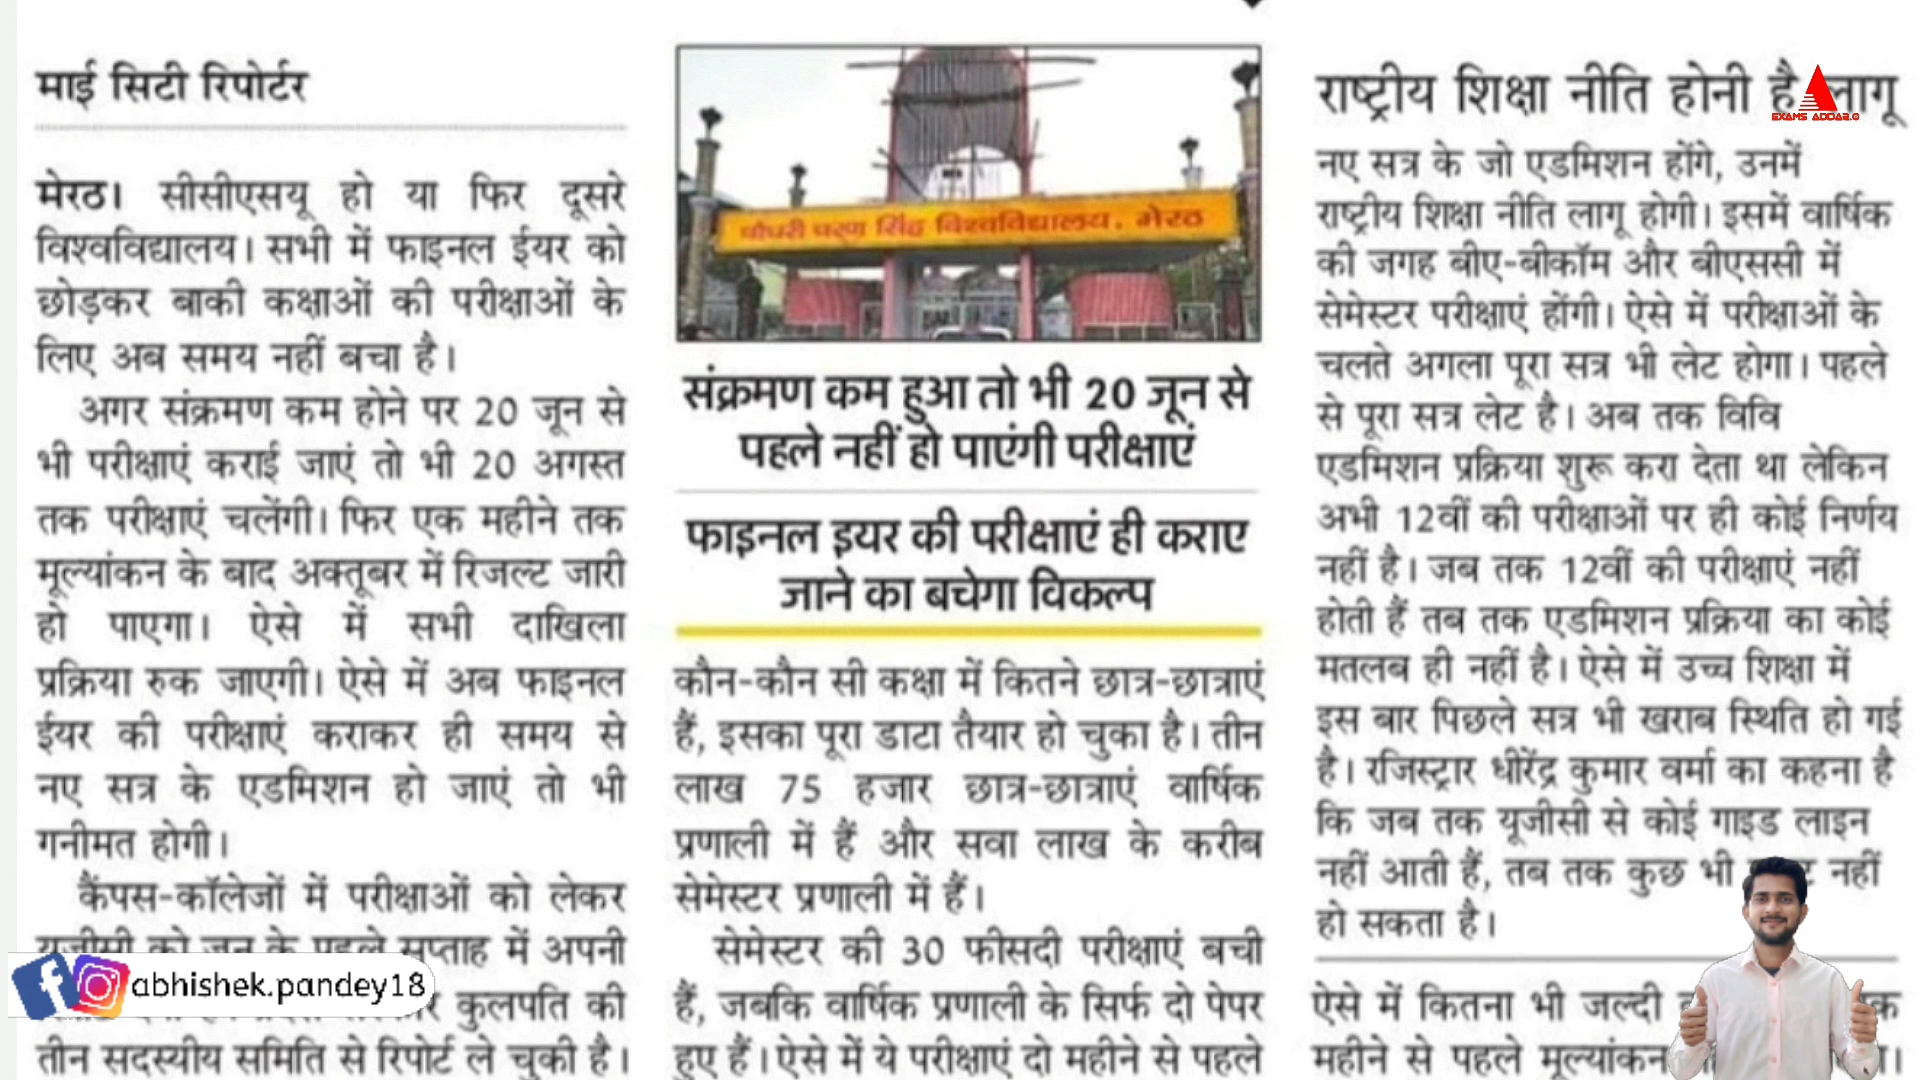 माई सिटी रिपोर्टर
मेरठ। सीसीएसयू हो या फिर दूसरे
विश्वविद्यालय। सभी में फाइनल ईयर को
छोड़कर बाकी कक्षाओं की परीक्षाओं के
लिए अब समय नहीं बचा है।
अगर संक्रमण कम होने पर 20 जून से
भी परीक्षाएं कराई जाएं तो भी 20 अगस्त
तक परीक्षाएं चलेंगी। फिर एक महीने तक
मूल्यांकन के बाद अक्तूबर में रिजल्ट जारी
हो पाएगा। ऐसे में सभी दाखिला
प्रक्रिया रुक जाएगी। ऐसे में अब फाइनल
ईयर की परीक्षाएं कराकर ही समय से
नए सत्र के एडमिशन हो जाएं तो भी
गनीमत होगी।
कैंपस-कॉलेजों में परीक्षाओं को लेकर
यूजीसी को जून के पहले सप्ताह में अपनी
कुलपति की
तीन सदस्यीय समिति से रिपोर्ट ले चुकी है।
abhishek.pandey18
चौधरी चरण सिंह विश्वविद्यालय, मेरठ
संक्रमण कम हुआ तो भी 20 जून से
पहले नहीं हो पाएंगी परीक्षाएं
फाइनल इयर की परीक्षाएं ही कराए
जाने का बचेगा विकल्प
कौन-कौन सी कक्षा में कितने छात्र-छात्राएं
हैं, इसका पूरा डाटा तैयार हो चुका है। तीन
लाख 75 हजार छात्र-छात्राएं वार्षिक
प्रणाली में हैं और सवा लाख के करीब
सेमेस्टर प्रणाली में हैं।
सेमेस्टर की 30 फीसदी परीक्षाएं बची
हैं, जबकि वार्षिक प्रणाली के सिर्फ दो पेपर
हुए हैं। ऐसे में ये परीक्षाएं दो महीने से पहले
राष्ट्रीय शिक्षा नीति होनी है लागू
EXAMS ADDA2.0
नए सत्र के जो एडमिशन होंगे, उनमें
राष्ट्रीय शिक्षा नीति लागू होगी। इसमें वार्षिक
की जगह बीए-बीकॉम और बीएससी में
सेमेस्टर परीक्षाएं होंगी। ऐसे में परीक्षाओं के
चलते अगला पूरा सत्र भी लेट होगा। पहले
से पूरा सत्र लेट है। अब तक विवि
एडमिशन प्रक्रिया शुरू करा देता था लेकिन
अभी 12वीं की परीक्षाओं पर ही कोई निर्णय
नहीं है। जब तक 12वीं की परीक्षाएं नहीं
होती हैं तब तक एडमिशन प्रक्रिया का कोई
मतलब ही नहीं है। ऐसे में उच्च शिक्षा में
इस बार पिछले सत्र भी खराब स्थिति हो गई
है। रजिस्ट्रार धीरेंद्र कुमार वर्मा का कहना है
कि जब तक यूजीसी से कोई गाइड लाइन
नहीं आती हैं, तब तक कुछ भी नहीं
हो सकता है।
ऐसे में कितना भी जल्दी
महीने से पहले मूल्यांकन